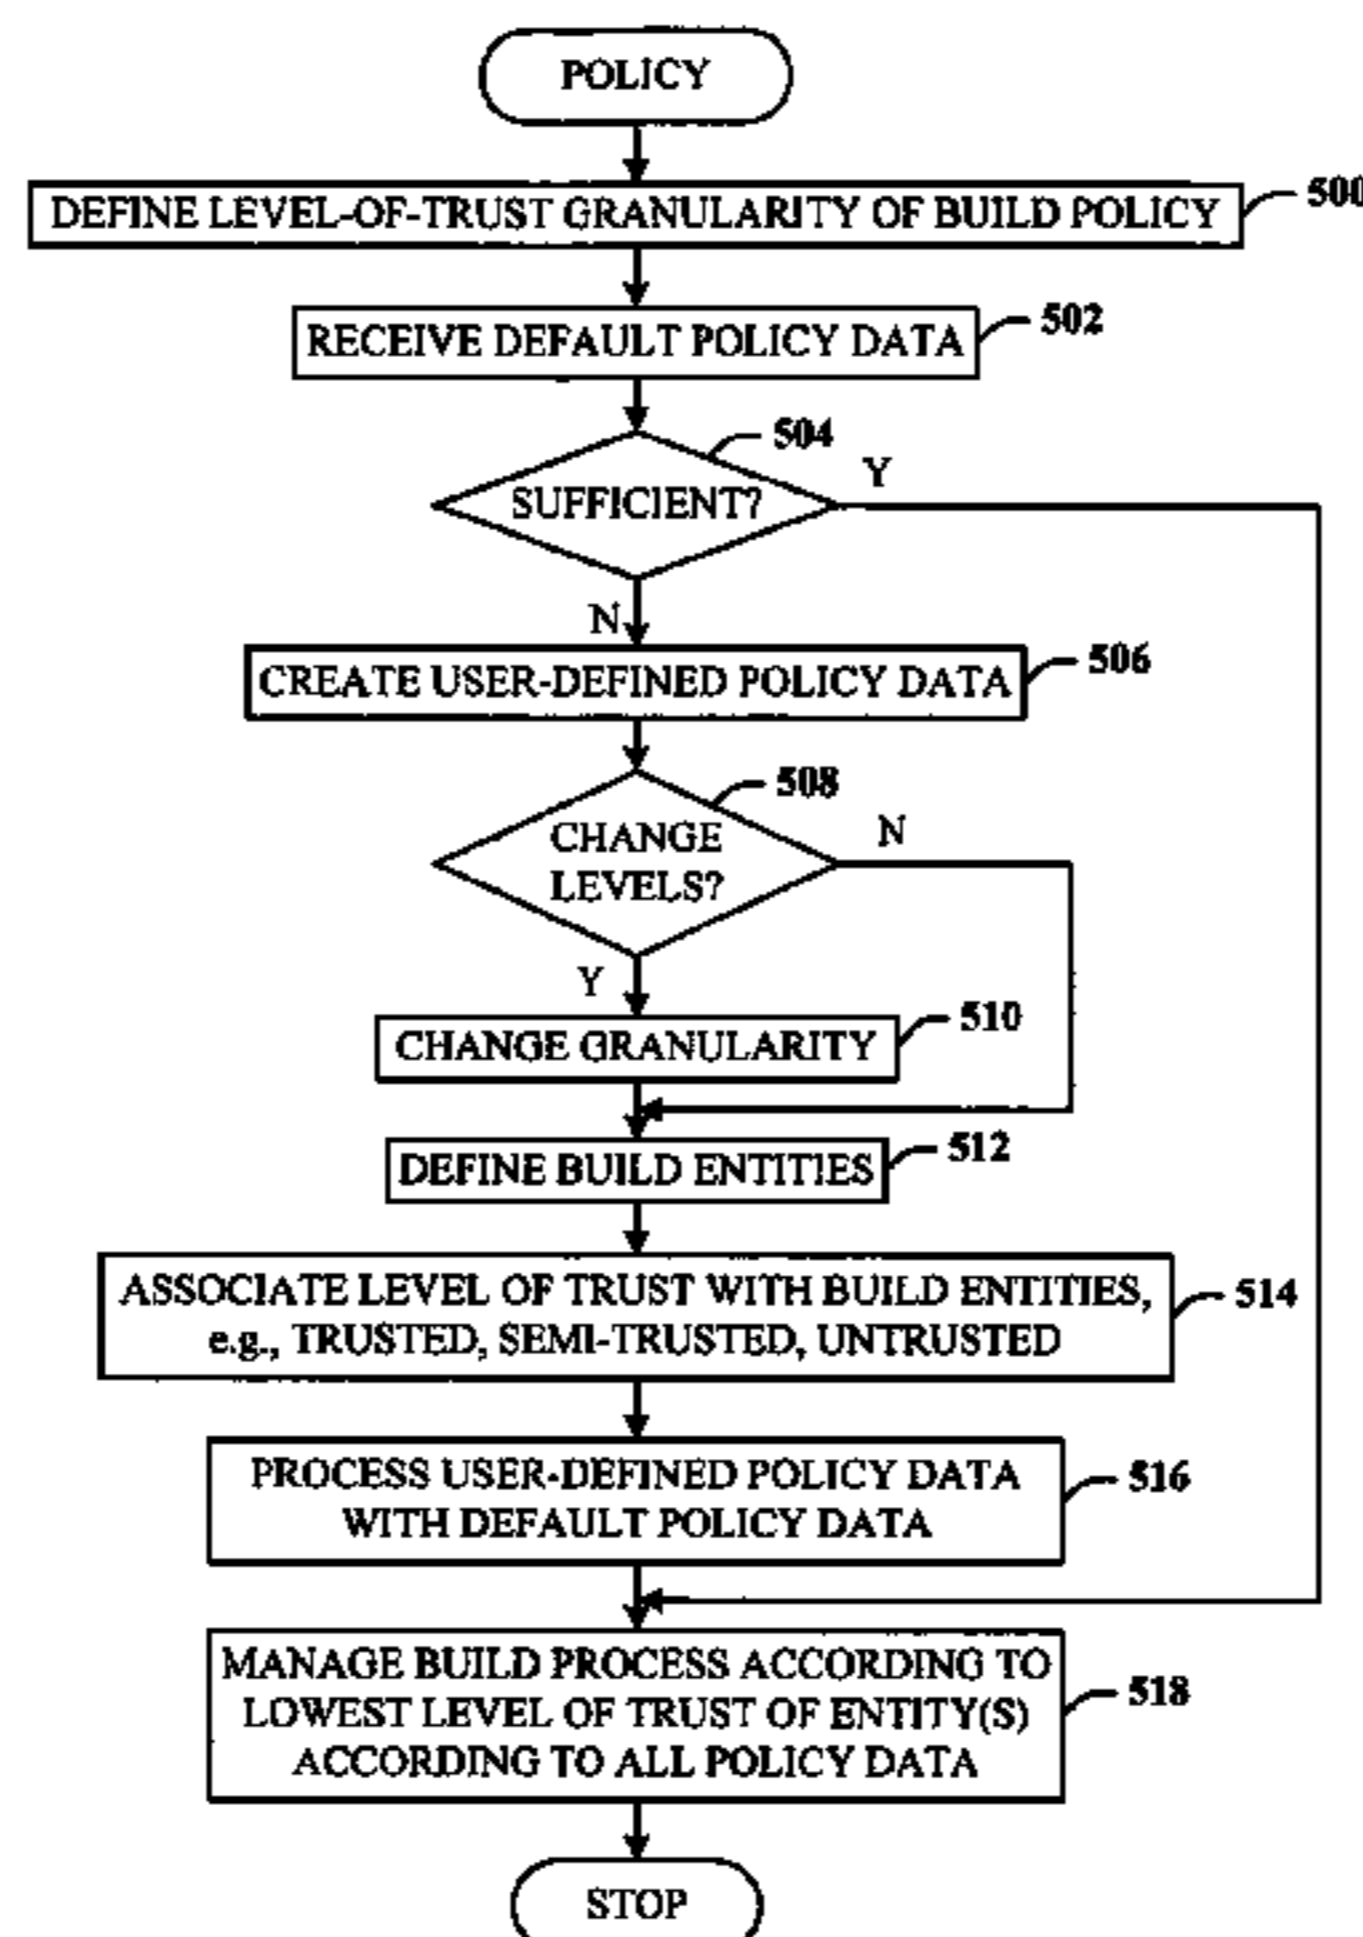 POLICY
DEFINE LEVEL-OF-TRUST GRANULARITY OF BUILD POLICY
500
RECEIVE DEFAULT POLICY DATA
502
504
SUFFICIENT?
Y
N
CREATE USER-DEFINED POLICY DATA
506
508
CHANGE
LEVELS?
N
Y
CHANGE GRANULARITY
510
DEFINE BUILD ENTITIES
512
ASSOCIATE LEVEL OF TRUST WITH BUILD ENTITIES,
e.g., TRUSTED, SEMI-TRUSTED, UNTRUSTED
514
PROCESS USER-DEFINED POLICY DATA
WITH DEFAULT POLICY DATA
516
MANAGE BUILD PROCESS ACCORDING TO
LOWEST LEVEL OF TRUST OF ENTITY(S)
ACCORDING TO ALL POLICY DATA
518
STOP